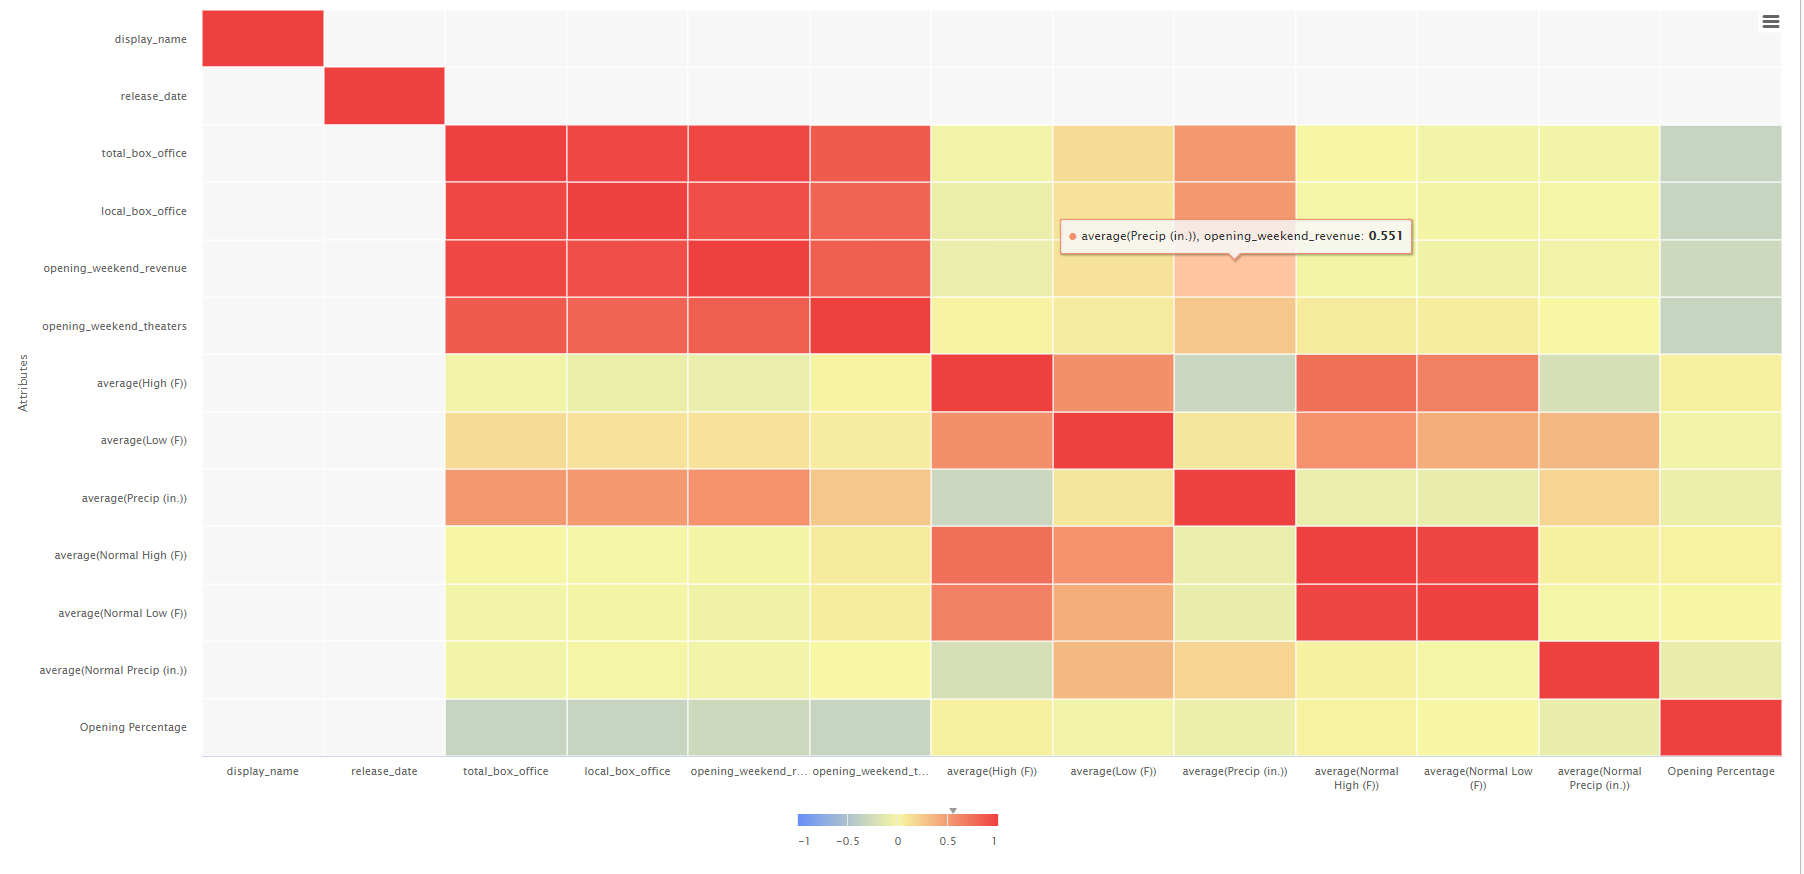 display_name
release_date
total_box_office
local_box_office
average(Precip (in.)), opening_weekend_revenue: 0.551
opening_weekend_revenue
opening_weekend_theaters
Attributes
average(High (F))
average(Low (F))
average(Precip (in.))
average(Normal High (F))
average(Normal Low (F))
average(Normal Precip (in.))
Opening Percentage
display_name
release_date
total_box_office
local_box_office
opening_weekend_r...
opening_weekend_t...
average(High (F))
average(Low (F))
average(Precip (in.))
average(Normal
High (F))
average(Normal Low
(F))
average(Normal
Precip (in.))
Opening Percentage
-1 -0.5 0 0.5 1